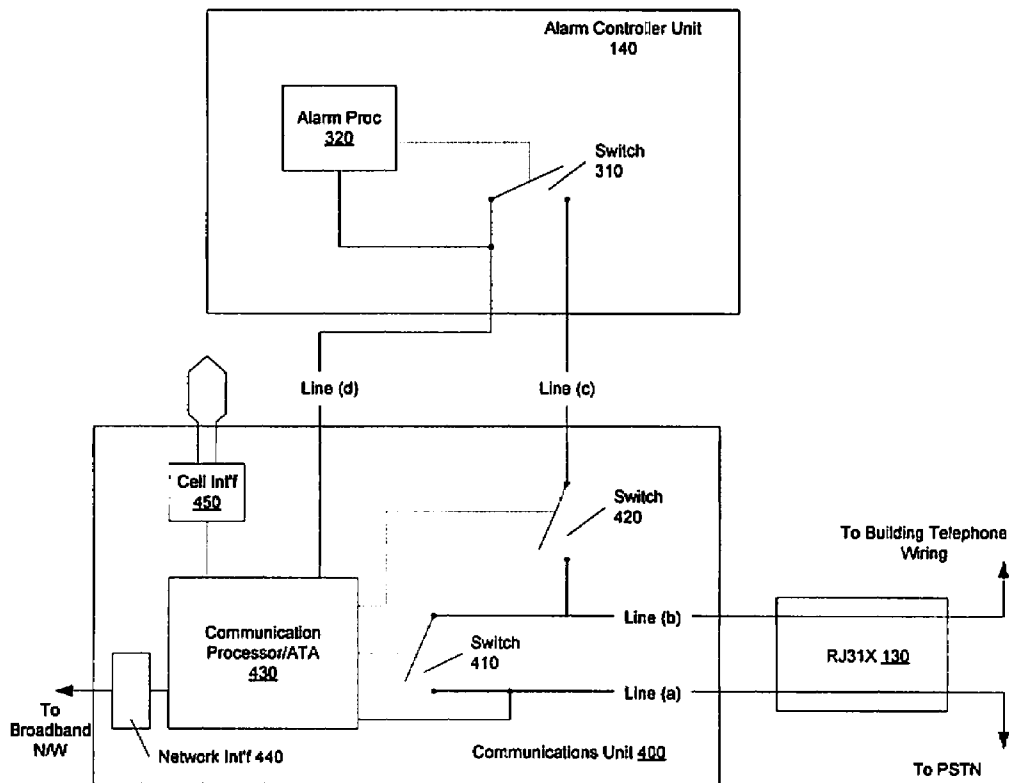 Alarm Controller Unit
140
Alarm Proc
320
Switch
310
Line (d)
Line (c)
Cell Int'f
450
Switch
420
To Building Telephone
Wiring
Communication
Processor/ATA
430
Line (b)
Switch
410
RJ31X 130
Line (a)
To
Broadband
N/W
Network Int'f 440
Communications Unit 400
To PSTN